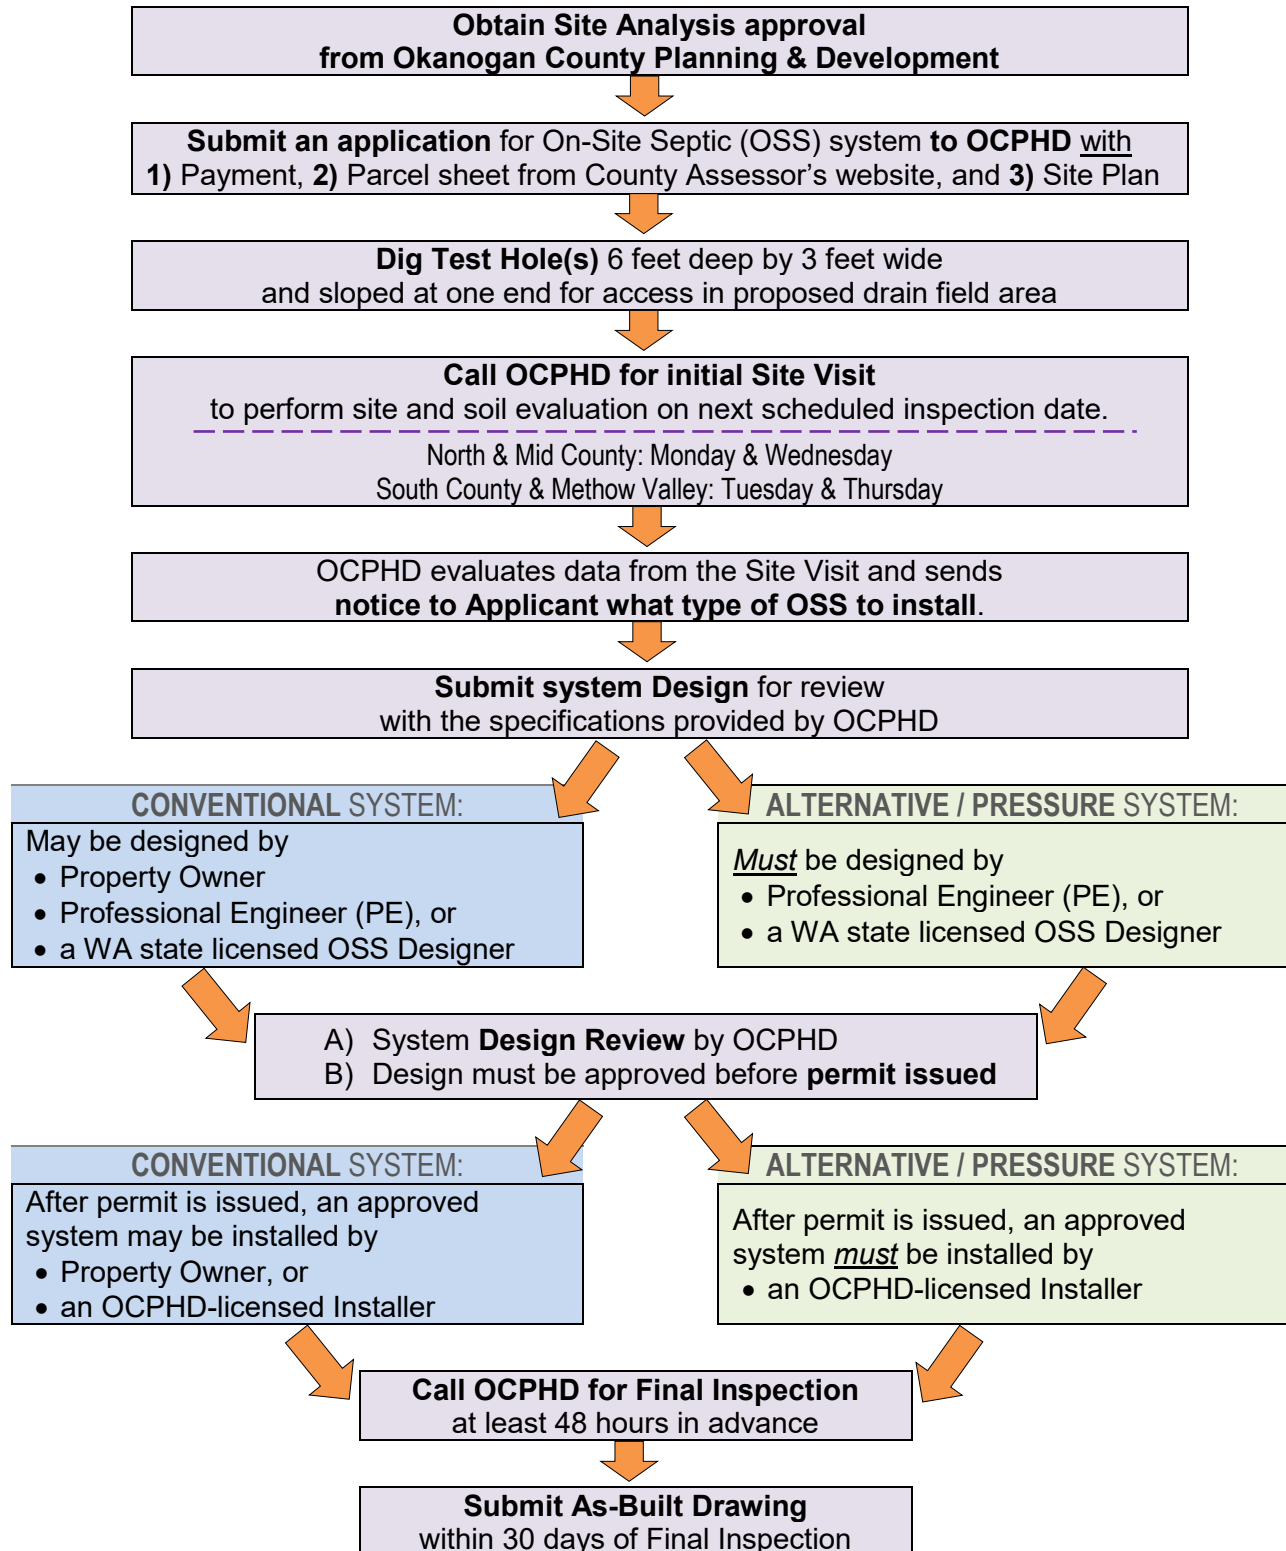 Obtain Site Analysis approval
from Okanogan County Planning & Development
Submit an application for On-Site Septic (OSS) system to OCPHD with
1) Payment, 2) Parcel sheet from County Assessor's website, and 3) Site Plan
Dig Test Hole(s) 6 feet deep by 3 feet wide
and sloped at one end for access in proposed drain field area
Call OCPHD for initial Site Visit
to perform site and soil evaluation on next scheduled inspection date.
North & Mid County: Monday & Wednesday
South County & Methow Valley: Tuesday & Thursday
OCPHD evaluates data from the Site Visit and sends
notice to Applicant what type of OSS to install.
Submit system Design for review
with the specifications provided by OCPHD
CONVENTIONAL SYSTEM:
May be designed by
• Property Owner
• Professional Engineer (PE), or
• a WA state licensed OSS Designer
ALTERNATIVE / PRESSURE SYSTEM:
Must be designed by
• Professional Engineer (PE), or
• a WA state licensed OSS Designer
A) System Design Review by OCPHD
B) Design must be approved before permit issued
CONVENTIONAL SYSTEM:
After permit is issued, an approved
system may be installed by
• Property Owner, or
• an OCPHD-licensed Installer
ALTERNATIVE / PRESSURE SYSTEM:
After permit is issued, an approved
system must be installed by
• an OCPHD-licensed Installer
Call OCPHD for Final Inspection
at least 48 hours in advance
Submit As-Built Drawing
within 30 days of Final Inspection